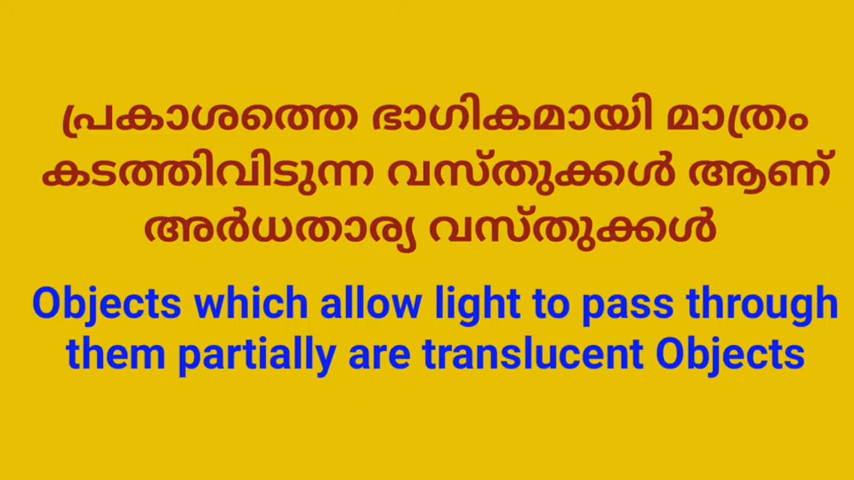 പ്രകാശത്തെ ഭാഗികമായി മാത്രം
കടത്തിവിടുന്ന വസ്തുക്കൾ ആണ്
അർധതാര്യ വസ്തുക്കൾ
Objects which allow light to pass through
them partially are translucent Objects